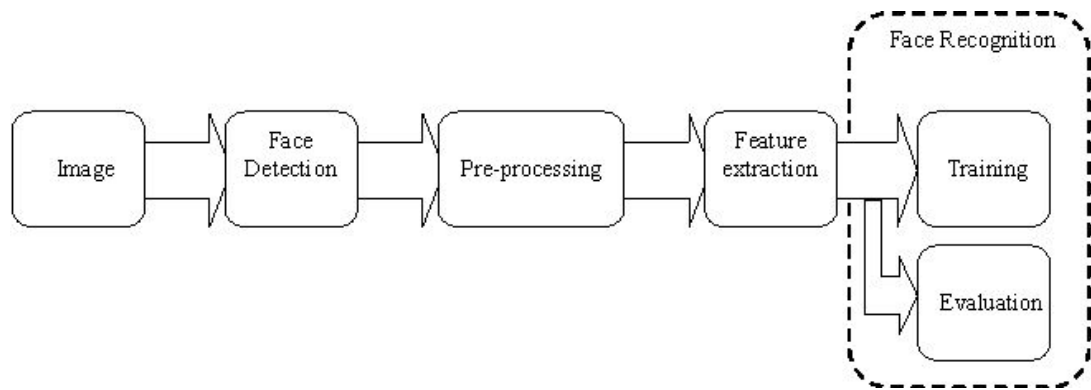 Face Recognition
Image
Face
Detection
Pre-processing
Feature
extraction
Training
Evaluation